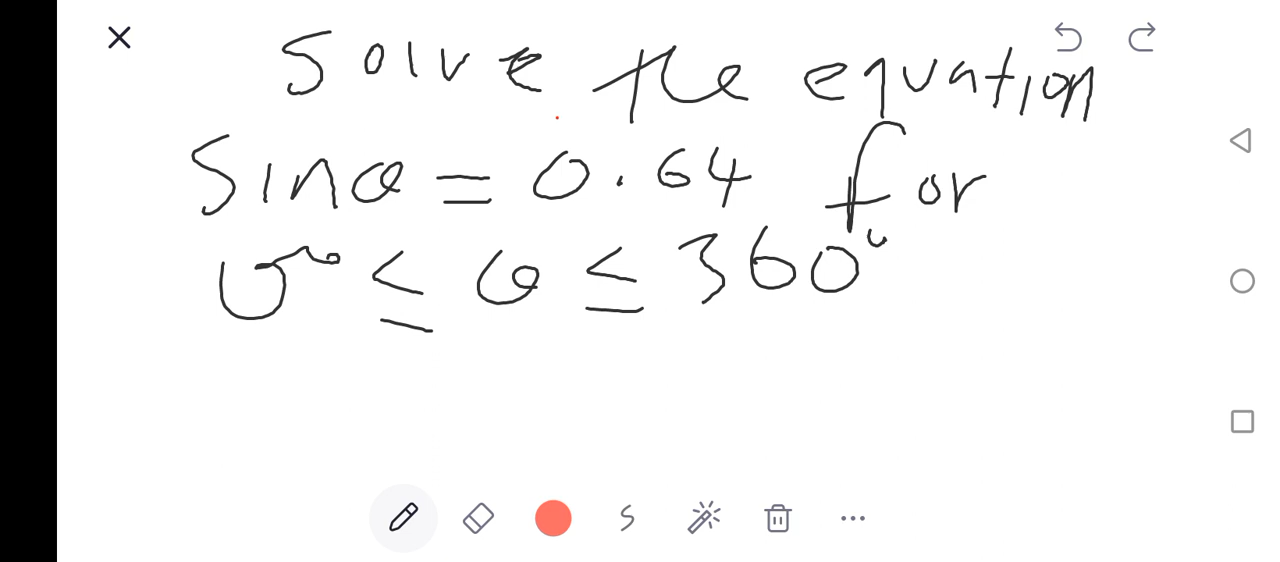 Solve the equation
Sinθ = 0.64 for
0° ≤ θ ≤ 360°